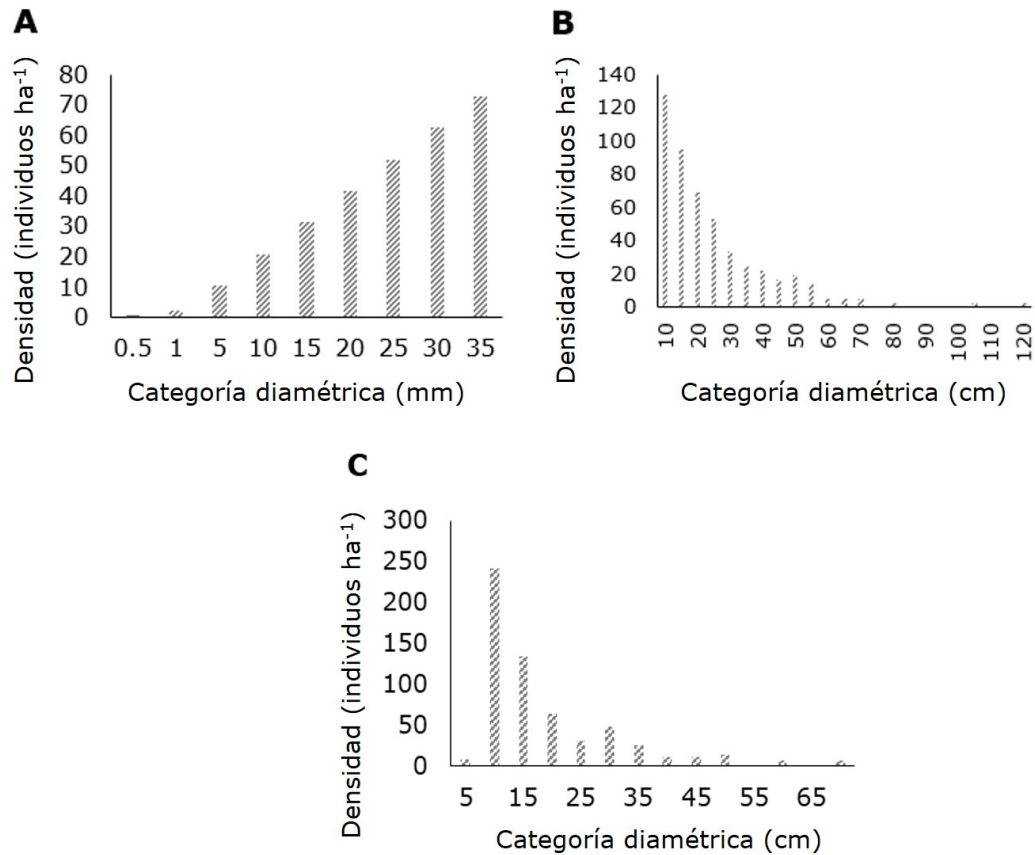 A
Densidad (individuos ha⁻¹)
80
70
60
50
40
30
20
10
0
0.5 1 5 10 15 20 25 30 35
Categoría diamétrica (mm)
B
Densidad (individuos ha⁻¹)
140
120
100
80
60
40
20
0
10 20 30 40 50 60 70 80 90 100 110 120
Categoría diamétrica (cm)
C
Densidad (individuos ha⁻¹)
300
250
200
150
100
50
0
5 15 25 35 45 55 65
Categoría diamétrica (cm)